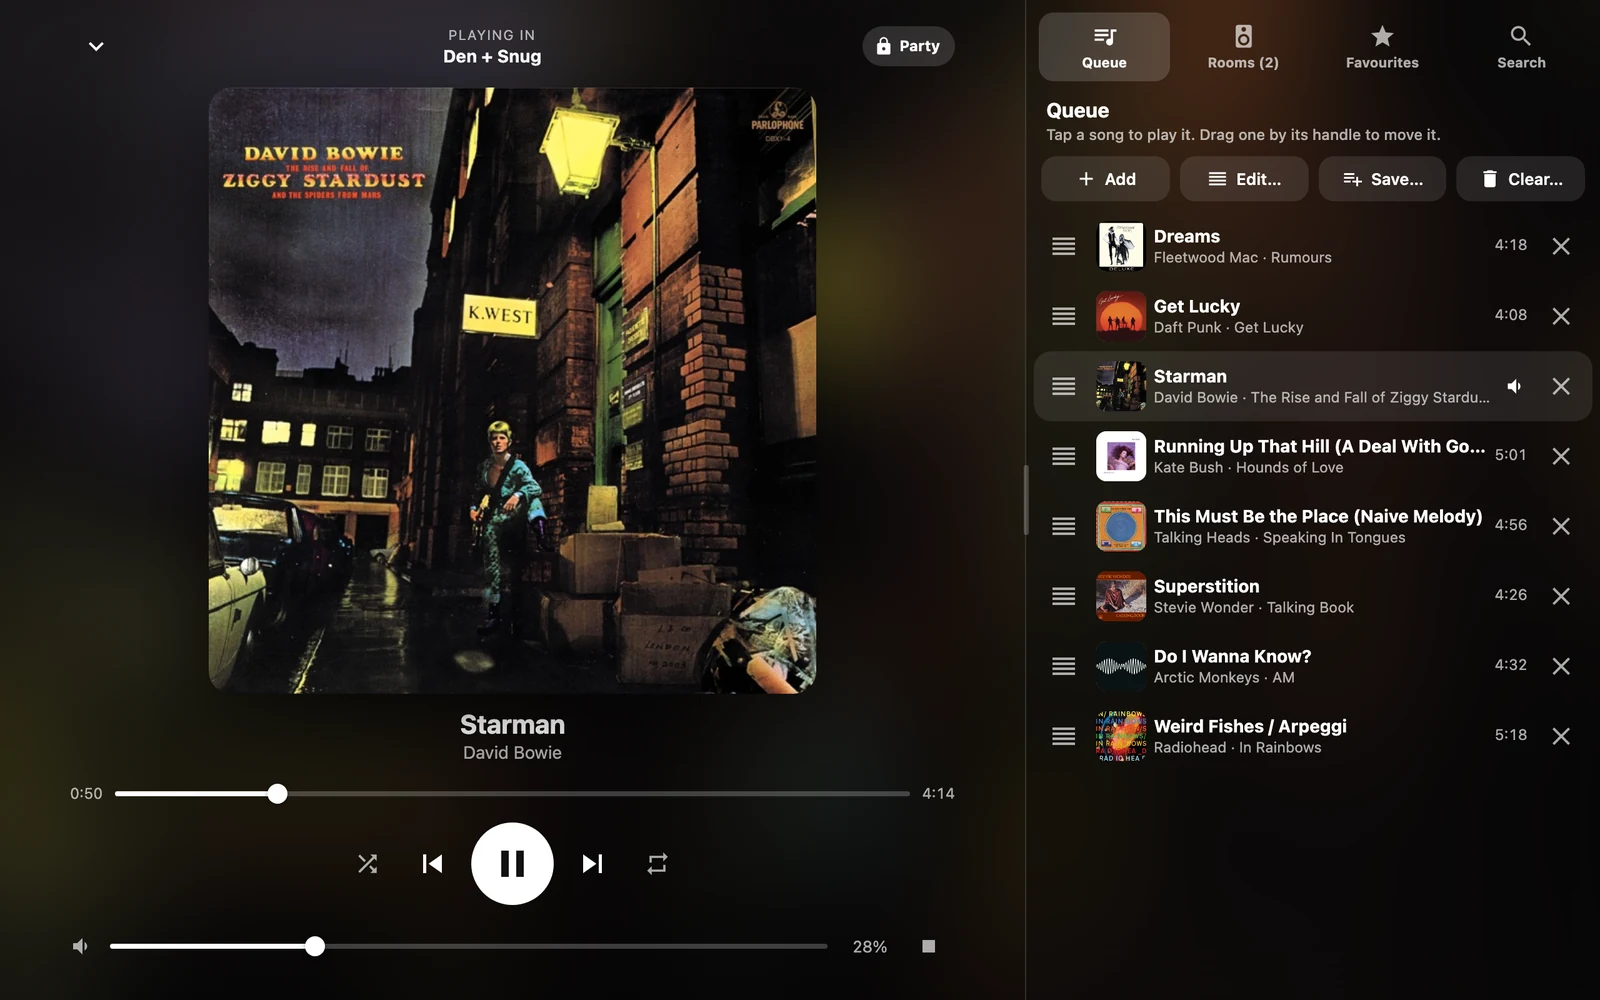 PLAYING IN
Den + Snug
Party
DAVID BOWIE
THE RISE AND FALL OF
ZIGGY STARDUST
AND THE SPIDERS FROM MARS
PARLOPHONE
K.WEST
Starman
David Bowie
0:50
4:14
28%
Queue
Rooms (2)
Favourites
Search
Queue
Tap a song to play it. Drag one by its handle to move it.
Add
Edit...
Save...
Clear...
Dreams
Fleetwood Mac · Rumours
4:18
Get Lucky
Daft Punk · Get Lucky
4:08
Starman
David Bowie · The Rise and Fall of Ziggy Stardu...
Running Up That Hill (A Deal With Go...
Kate Bush · Hounds of Love
5:01
This Must Be the Place (Naive Melody)
Talking Heads · Speaking In Tongues
4:56
Superstition
Stevie Wonder · Talking Book
4:26
Do I Wanna Know?
Arctic Monkeys · AM
4:32
Weird Fishes / Arpeggi
Radiohead · In Rainbows
5:18